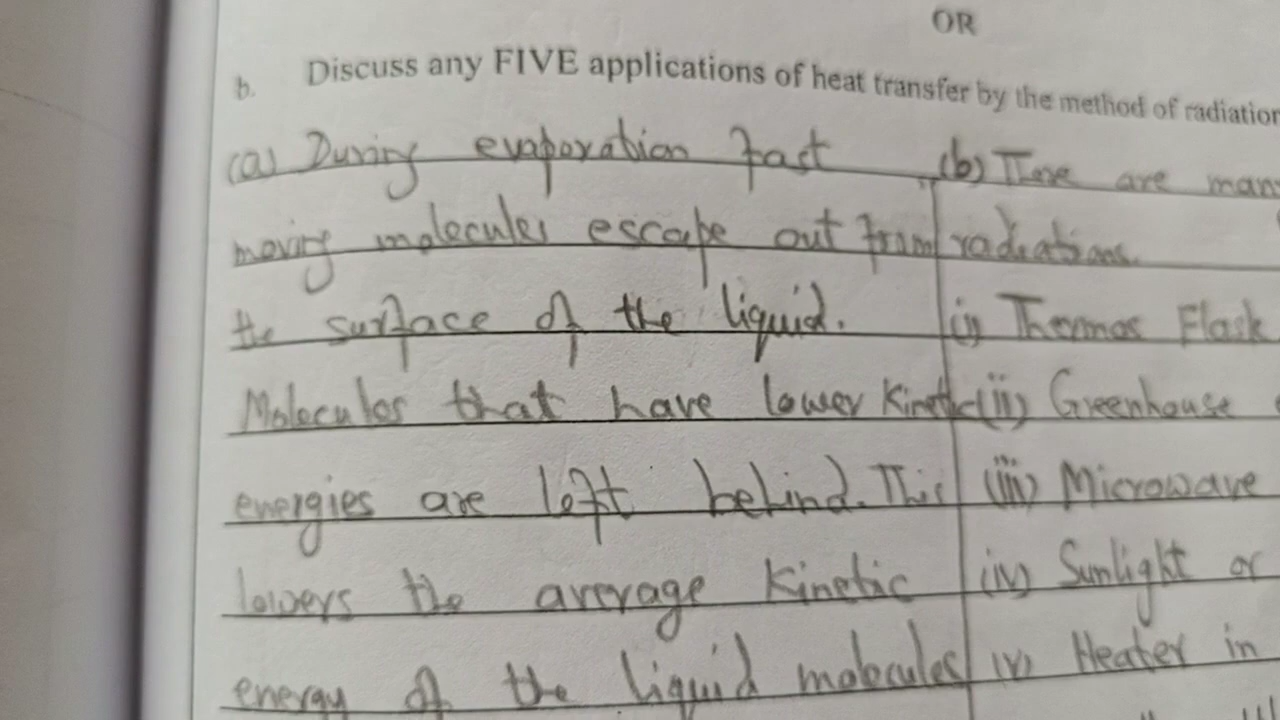 OR
b. Discuss any FIVE applications of heat transfer by the method of radiation
(a) During evaporation fast
moving molecules escape out from
the surface of the liquid.
Molecules that have lower Kinetic
energies are left behind. This
lowers the average Kinetic
energy of the liquid molecules
(b) There are many
radiations
(i) Thermos Flask
(ii) Greenhouse
(iii) Microwave
(iv) Sunlight or
(v) Heater in